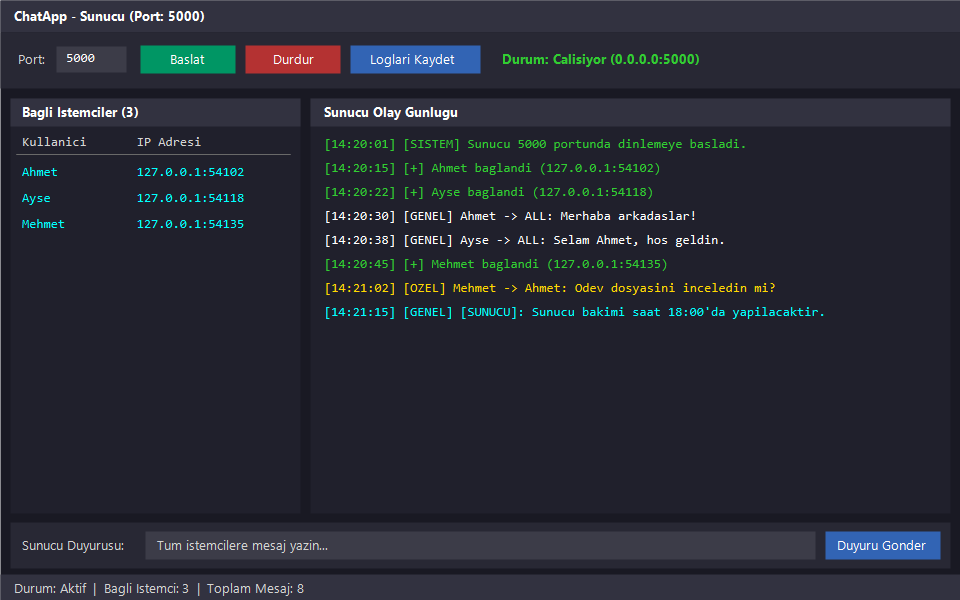 ChatApp - Sunucu (Port: 5000)
Port: 5000 Baslat Durdur Loglari Kaydet Durum: Calisiyor (0.0.0.0:5000)
Bagli Istemciler (3)
Kullanici IP Adresi
Ahmet 127.0.0.1:54102
Ayse 127.0.0.1:54118
Mehmet 127.0.0.1:54135
Sunucu Olay Gunlugu
[14:20:01] [SISTEM] Sunucu 5000 portunda dinlemeye basladi.
[14:20:15] [+] Ahmet baglandi (127.0.0.1:54102)
[14:20:22] [+] Ayse baglandi (127.0.0.1:54118)
[14:20:30] [GENEL] Ahmet -> ALL: Merhaba arkadaslar!
[14:20:38] [GENEL] Ayse -> ALL: Selam Ahmet, hos geldin.
[14:20:45] [+] Mehmet baglandi (127.0.0.1:54135)
[14:21:02] [OZEL] Mehmet -> Ahmet: Odev dosyasini inceledin mi?
[14:21:15] [GENEL] [SUNUCU]: Sunucu bakimi saat 18:00'da yapilacaktir.
Sunucu Duyurusu: Tum istemcilere mesaj yazin... Duyuru Gonder
Durum: Aktif | Bagli Istemci: 3 | Toplam Mesaj: 8